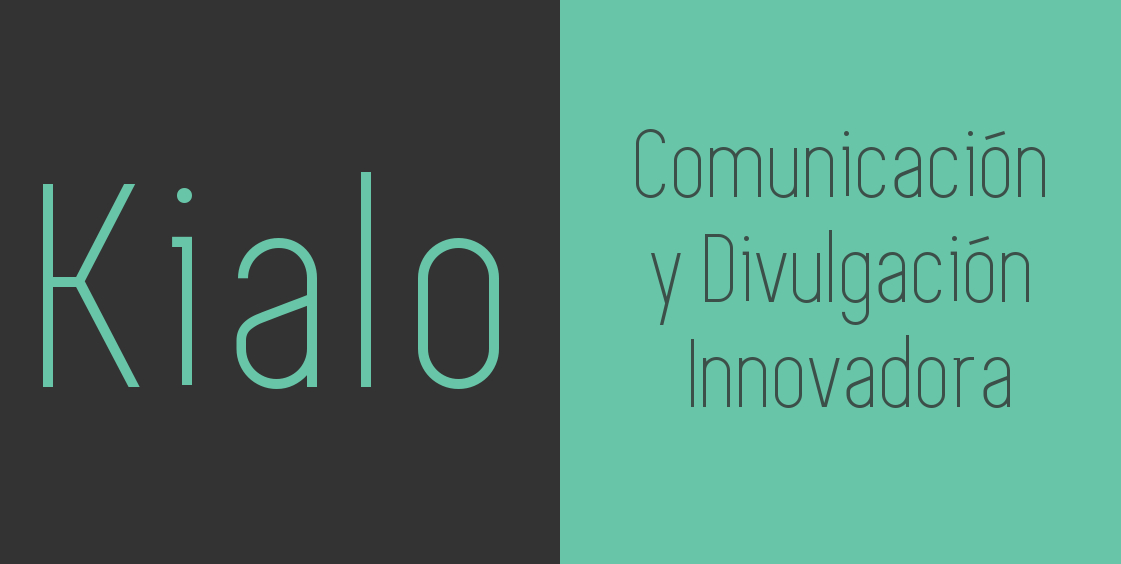 Kialo
Comunicación
y Divulgación
Innovadora